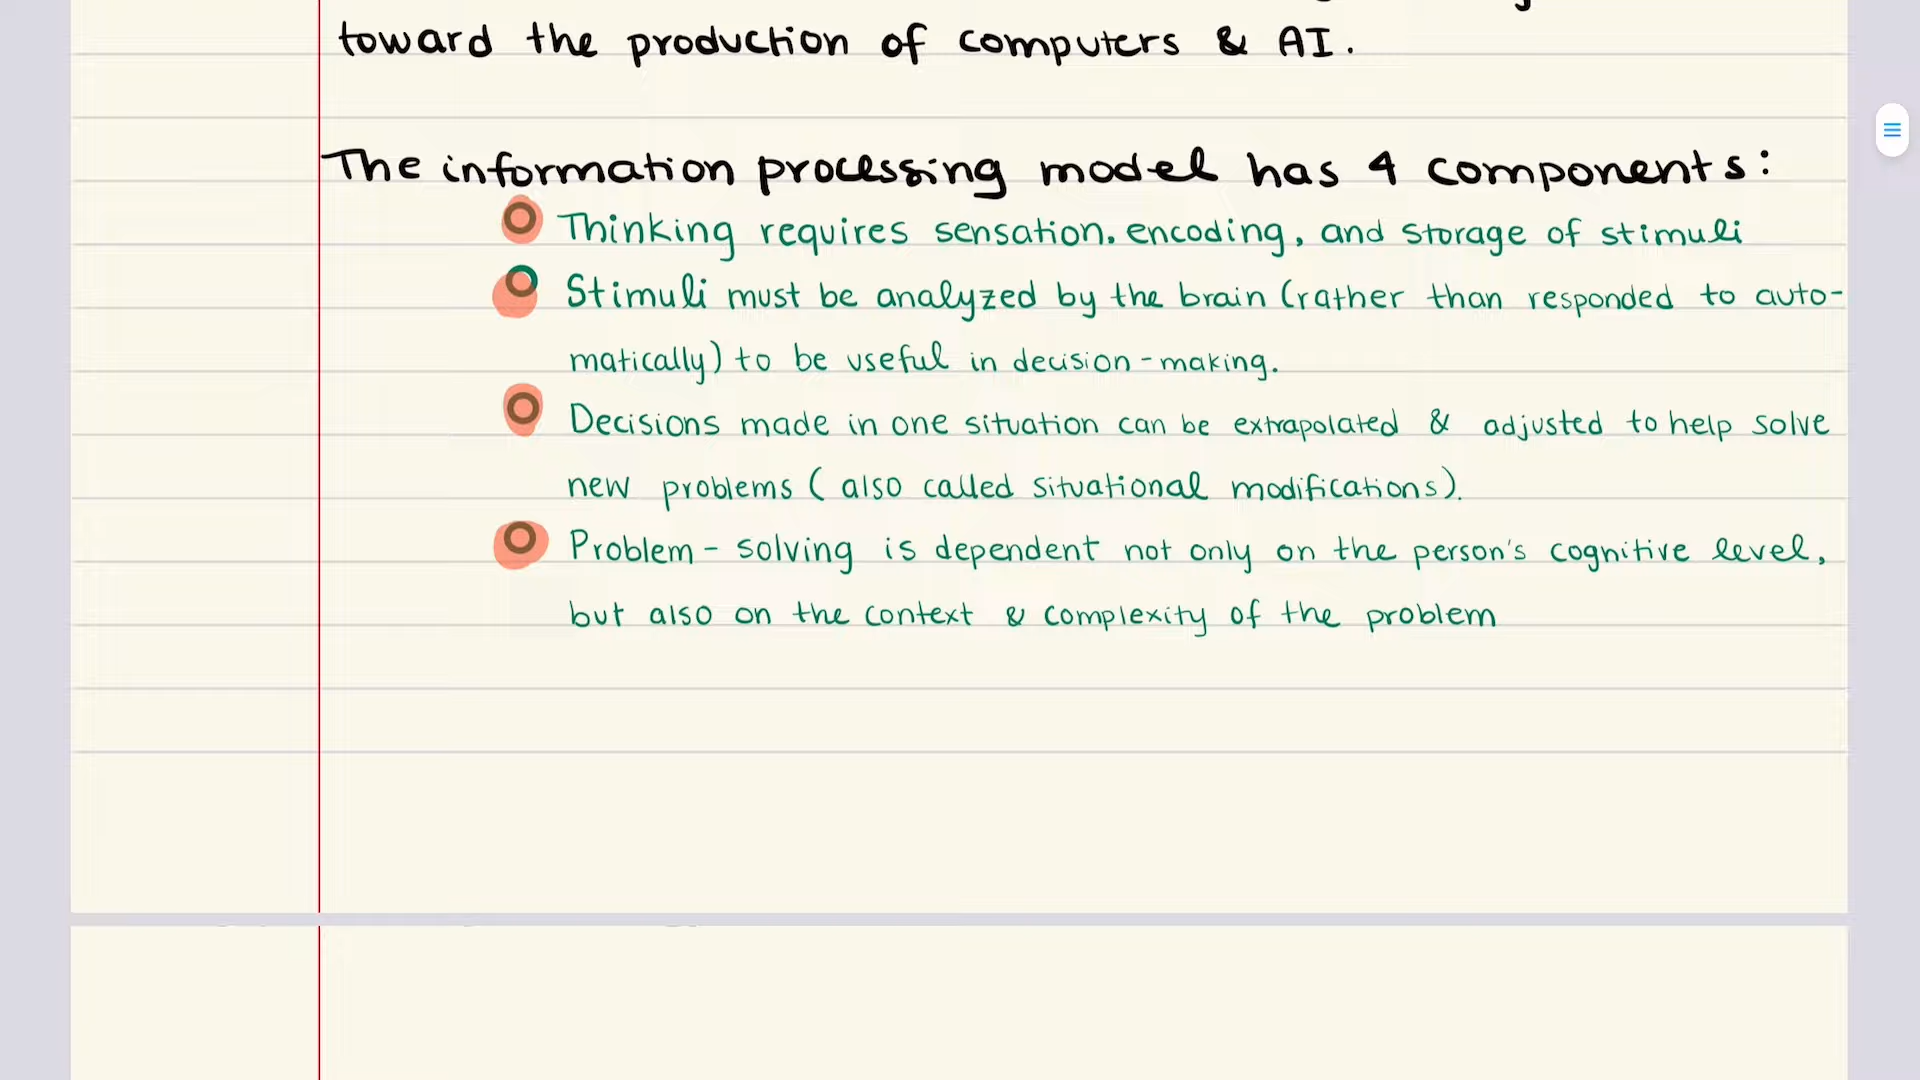 toward the production of computers & AI.
The information processing model has 4 components:
Thinking requires sensation, encoding, and storage of stimuli
Stimuli must be analyzed by the brain (rather than responded to auto-
matically) to be useful in decision-making.
Decisions made in one situation can be extrapolated & adjusted to help solve
new problems (also called situational modifications).
Problem-solving is dependent not only on the person's cognitive level,
but also on the context & complexity of the problem